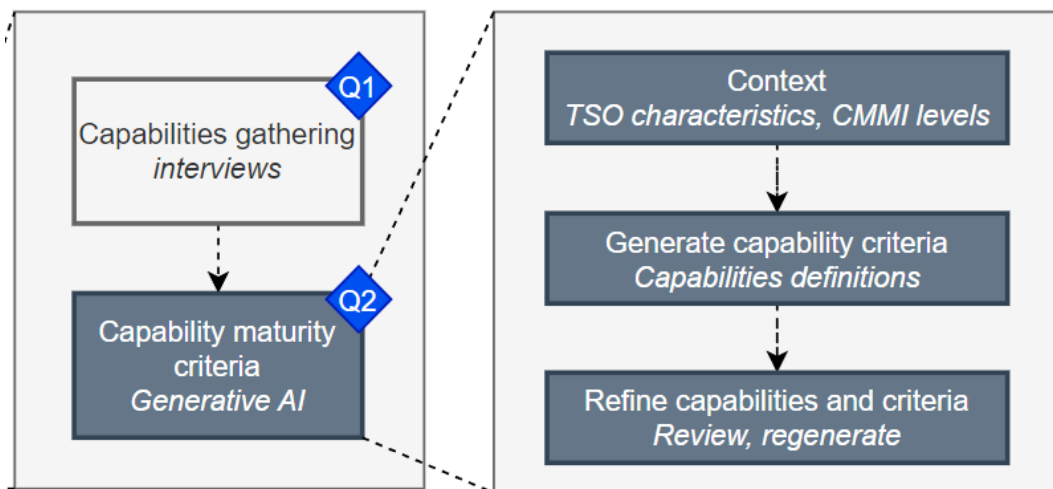 Q1
Capabilities gathering
interviews
Q2
Capability maturity
criteria
Generative AI
Context
TSO characteristics, CMMI levels
Generate capability criteria
Capabilities definitions
Refine capabilities and criteria
Review, regenerate